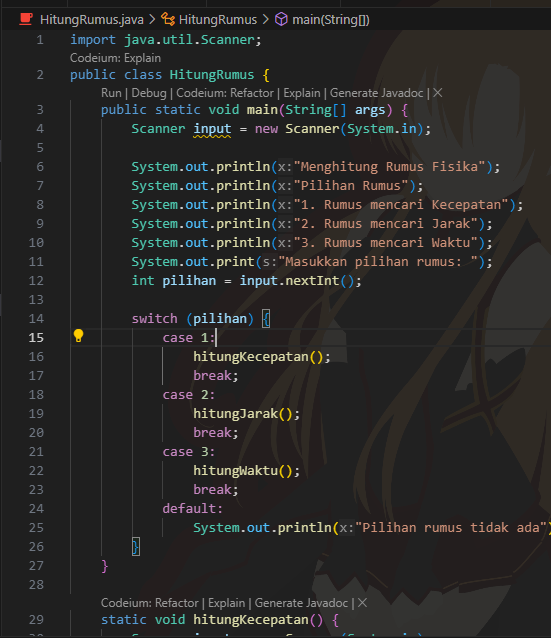 HitungRumus.java > HitungRumus > main(String[])
1 import java.util.Scanner;
Codeium: Explain
2 public class HitungRumus {
Run | Debug | Codeium: Refactor | Explain | Generate Javadoc | X
3 public static void main(String[] args) {
4 Scanner input = new Scanner(System.in);
5
6 System.out.println(x:"Menghitung Rumus Fisika");
7 System.out.println(x:"Pilihan Rumus");
8 System.out.println(x:"1. Rumus mencari Kecepatan");
9 System.out.println(x:"2. Rumus mencari Jarak");
10 System.out.println(x:"3. Rumus mencari Waktu");
11 System.out.print(s:"Masukkan pilihan rumus: ");
12 int pilihan = input.nextInt();
13
14 switch (pilihan) {
15 case 1:
16 hitungKecepatan();
17 break;
18 case 2:
19 hitungJarak();
20 break;
21 case 3:
22 hitungWaktu();
23 break;
24 default:
25 System.out.println(x:"Pilihan rumus tidak ada")
26 }
27 }
28
Codeium: Refactor | Explain | Generate Javadoc | X
29 static void hitungKecepatan() {